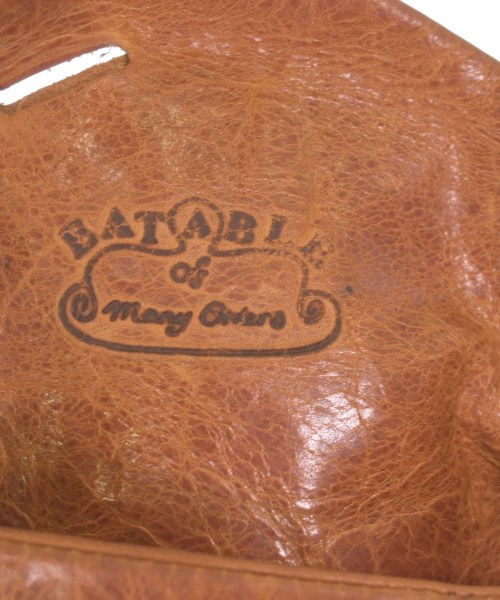 EATABLE
of
Many Orders